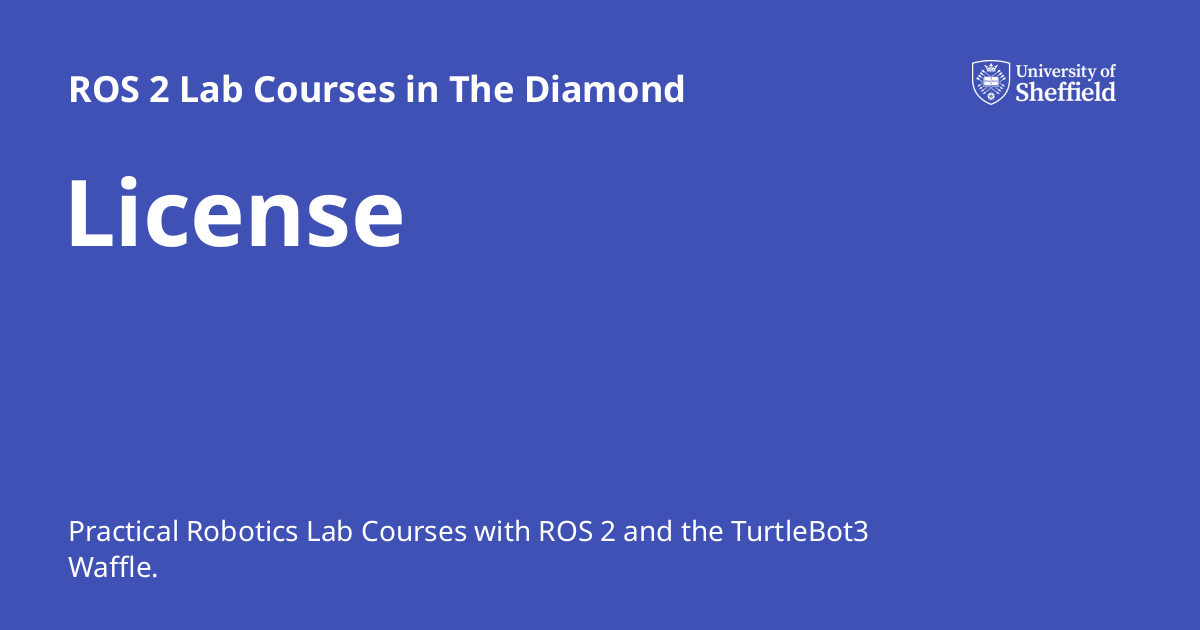 ROS 2 Lab Courses in The Diamond
University of
Sheffield
License
Practical Robotics Lab Courses with ROS 2 and the TurtleBot3
Waffle.